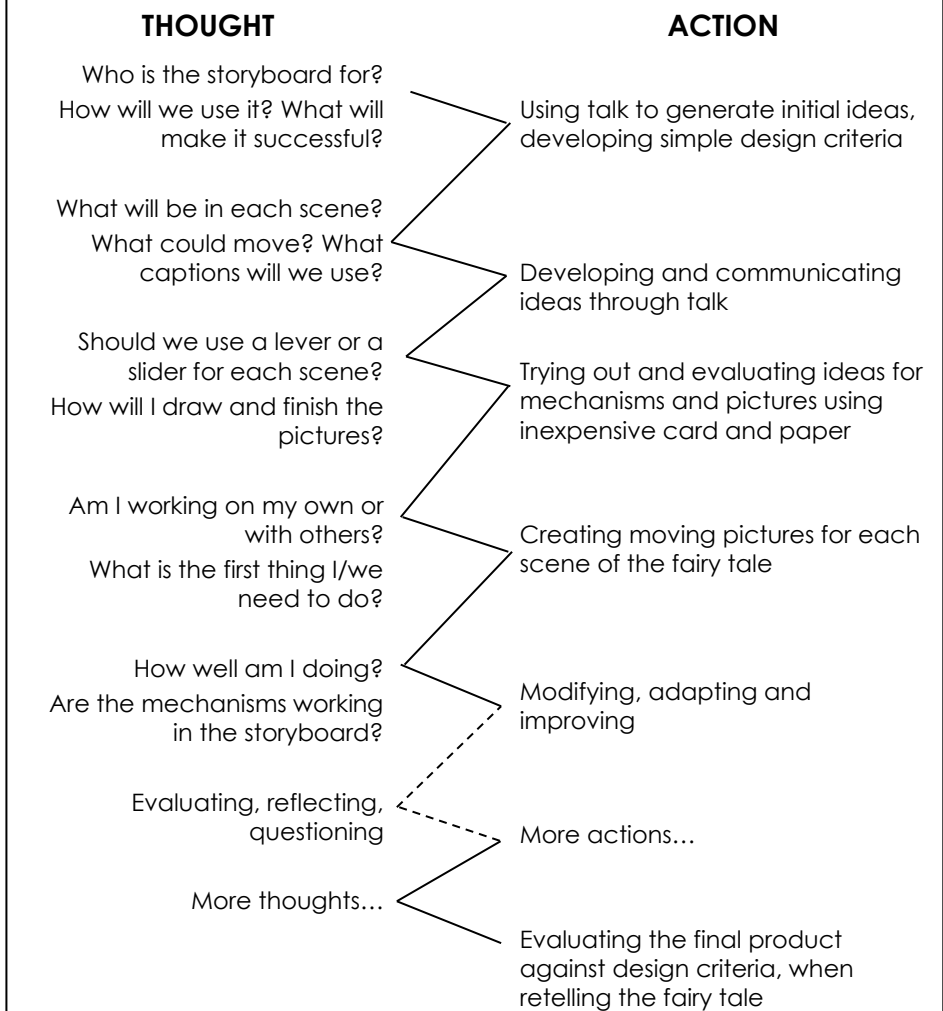 THOUGHT
ACTION
Who is the storyboard for?
How will we use it? What will
make it successful?
Using talk to generate initial ideas,
developing simple design criteria
What will be in each scene?
What could move? What
captions will we use?
Developing and communicating
ideas through talk
Should we use a lever or a
slider for each scene?
How will I draw and finish the
pictures?
Trying out and evaluating ideas for
mechanisms and pictures using
inexpensive card and paper
Am I working on my own or
with others?
What is the first thing I/we
need to do?
Creating moving pictures for each
scene of the fairy tale
How well am I doing?
Are the mechanisms working
in the storyboard?
Modifying, adapting and
improving
Evaluating, reflecting,
questioning
More actions…
More thoughts…
Evaluating the final product
against design criteria, when
retelling the fairy tale